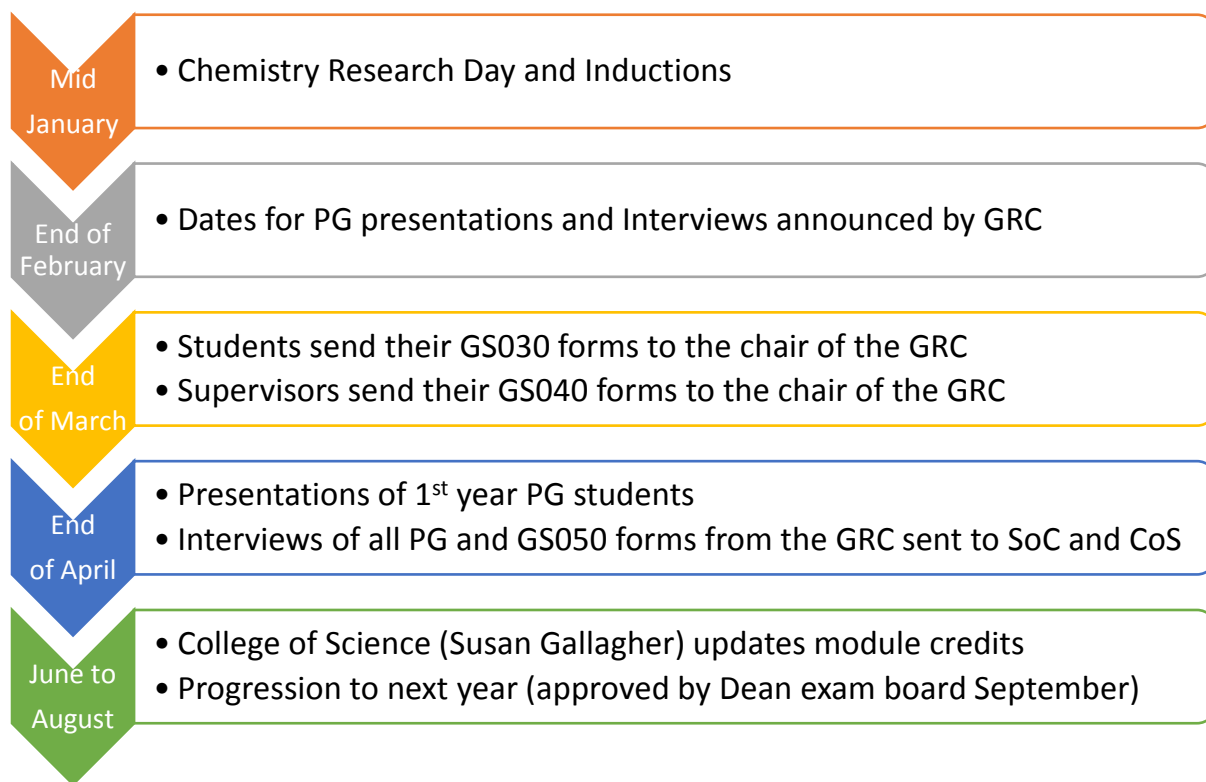 Mid
January
• Chemistry Research Day and Inductions
End of
February
• Dates for PG presentations and Interviews announced by GRC
End
of March
• Students send their GS030 forms to the chair of the GRC
• Supervisors send their GS040 forms to the chair of the GRC
End
of April
• Presentations of 1st year PG students
• Interviews of all PG and GS050 forms from the GRC sent to SoC and CoS
June to
August
• College of Science (Susan Gallagher) updates module credits
• Progression to next year (approved by Dean exam board September)